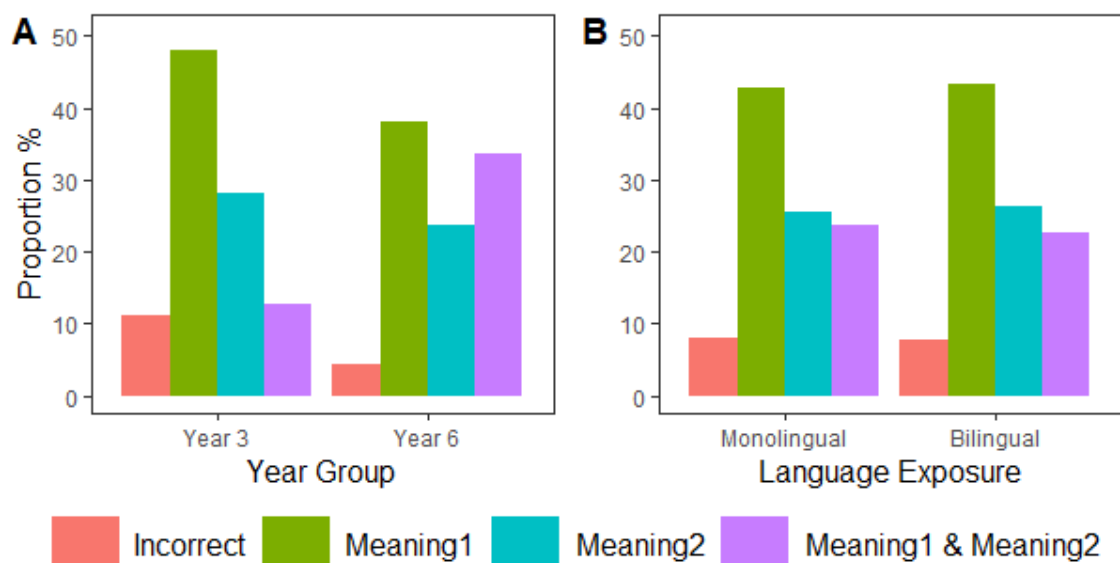 A
B
Proportion %
50
40
30
20
10
0
50
40
30
20
10
0
Year 3 Year 6
Monolingual Bilingual
Year Group
Language Exposure
Incorrect Meaning1 Meaning2 Meaning1 & Meaning2